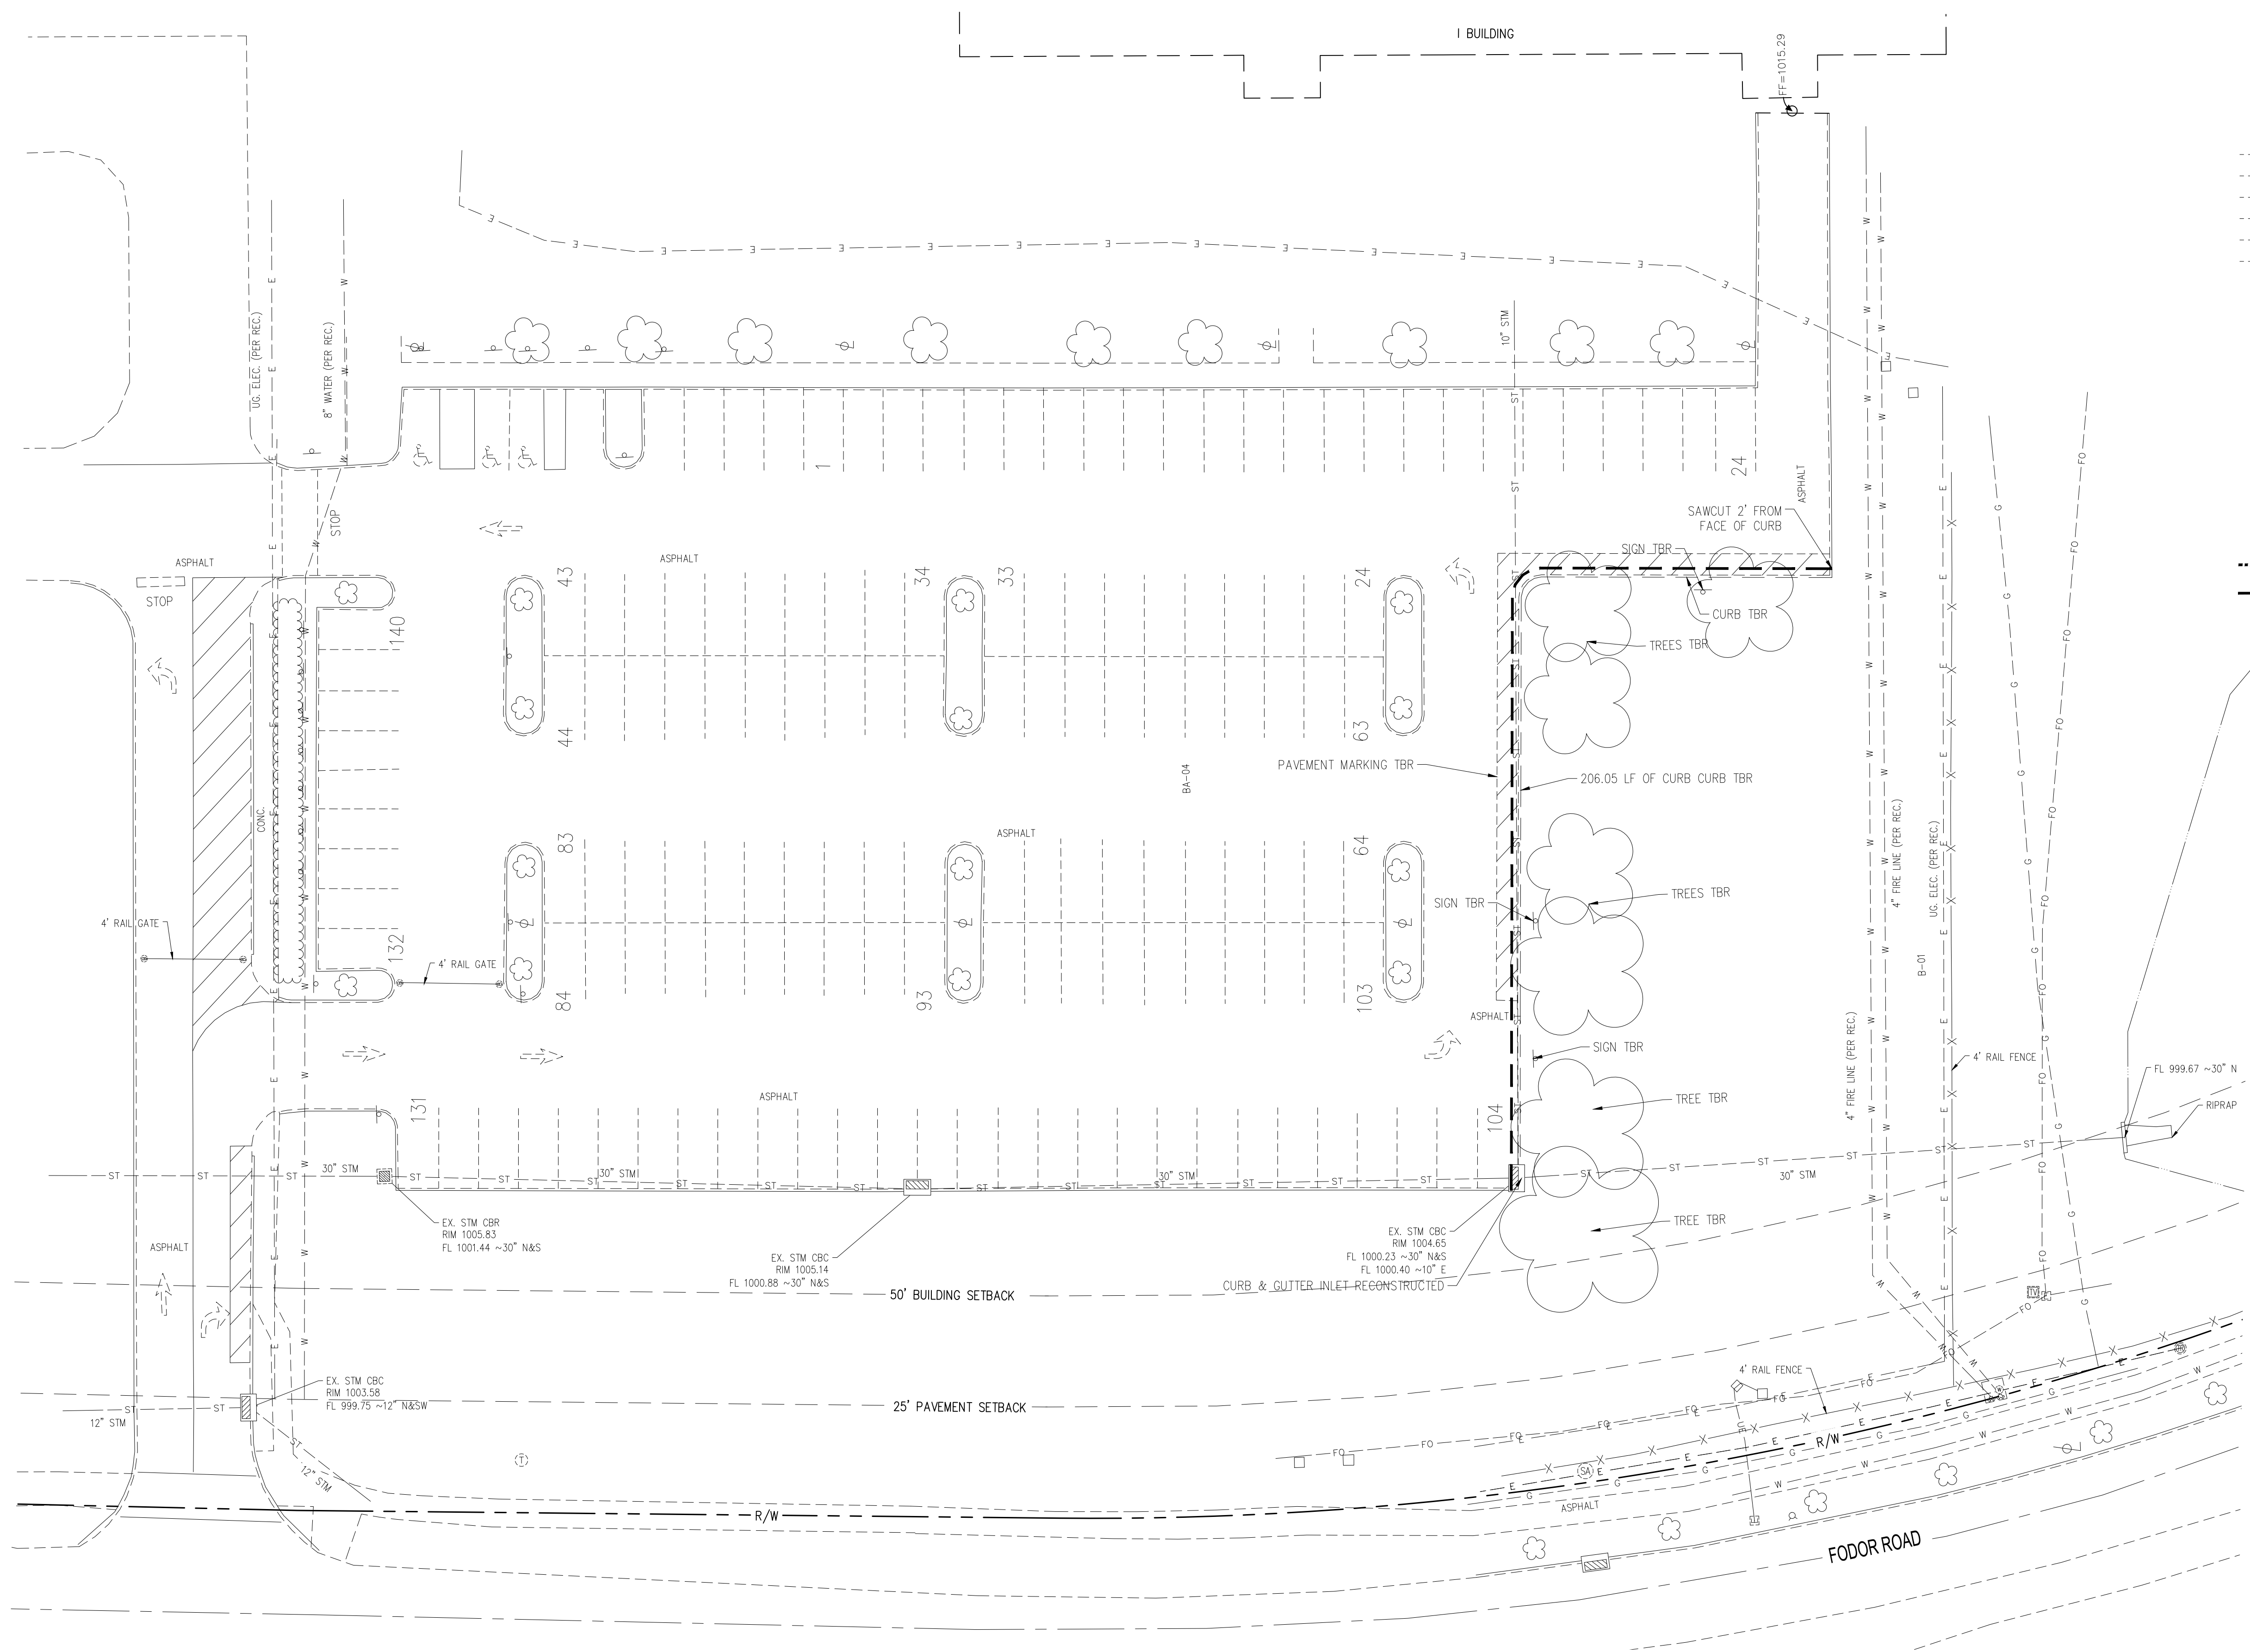 I BUILDING
FF=1015.29
10" STM
UG. ELEC. (PER REC.)
8" WATER (PER REC.)
1
24
ASPHALT
SAWCUT 2' FROM
FACE OF CURB
STOP
ASPHALT
STOP
ASPHALT
43
34
33
24
SIGN TBR
CURB TBR
140
TREES TBR
44
63
PAVEMENT MARKING TBR
206.05 LF OF CURB CURB TBR
BA-04
CONC.
83
ASPHALT
64
4" FIRE LINE (PER REC.)
UG. ELEC. (PER REC.)
TREES TBR
SIGN TBR
4' RAIL GATE
132
4' RAIL GATE
B-01
84
93
103
ASPHALT
SIGN TBR
4" FIRE LINE (PER REC.)
4' RAIL FENCE
FL 999.67 ~30" N
RIPRAP
131
ASPHALT
104
TREE TBR
30" STM
30" STM
30" STM
30" STM
EX. STM CBR
RIM 1005.83
FL 1001.44 ~30" N&S
EX. STM CBC
RIM 1005.14
FL 1000.88 ~30" N&S
EX. STM CBC
RIM 1004.65
FL 1000.23 ~30" N&S
FL 1000.40 ~10" E
CURB & GUTTER INLET RECONSTRUCTED
TREE TBR
ASPHALT
50' BUILDING SETBACK
TV
4' RAIL FENCE
EX. STM CBC
RIM 1003.58
FL 999.75 ~12" N&SW
12" STM
25' PAVEMENT SETBACK
12" STM
T
SA
UE
R/W
R/W
ASPHALT
FODOR ROAD